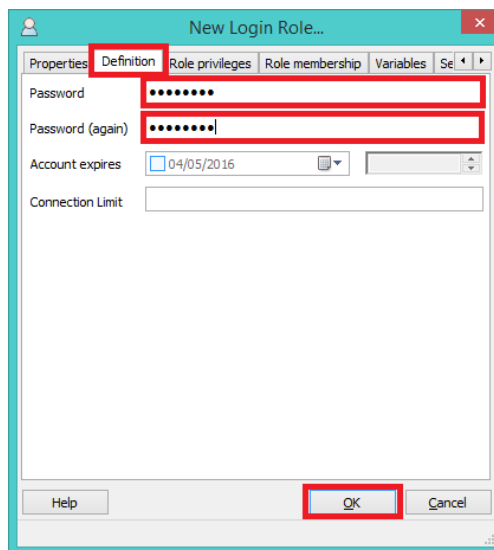 New Login Role...
Properties Definition Role privileges Role membership Variables Se
Password ••••••••
Password (again) ••••••••
Account expires 04/05/2016
Connection Limit
Help OK Cancel